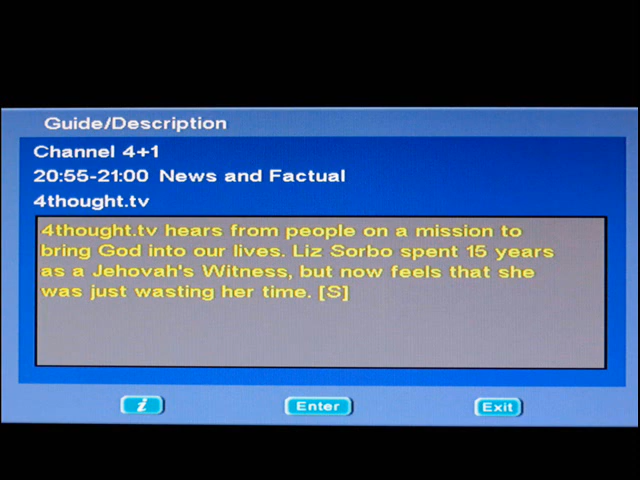 Guide/Description
Channel 4+1
20:55-21:00 News and Factual
4thought.tv
4thought.tv hears from people on a mission to
bring God into our lives. Liz Sorbo spent 15 years
as a Jehovah's Witness, but now feels that she
was just wasting her time. [S]
i Enter Exit